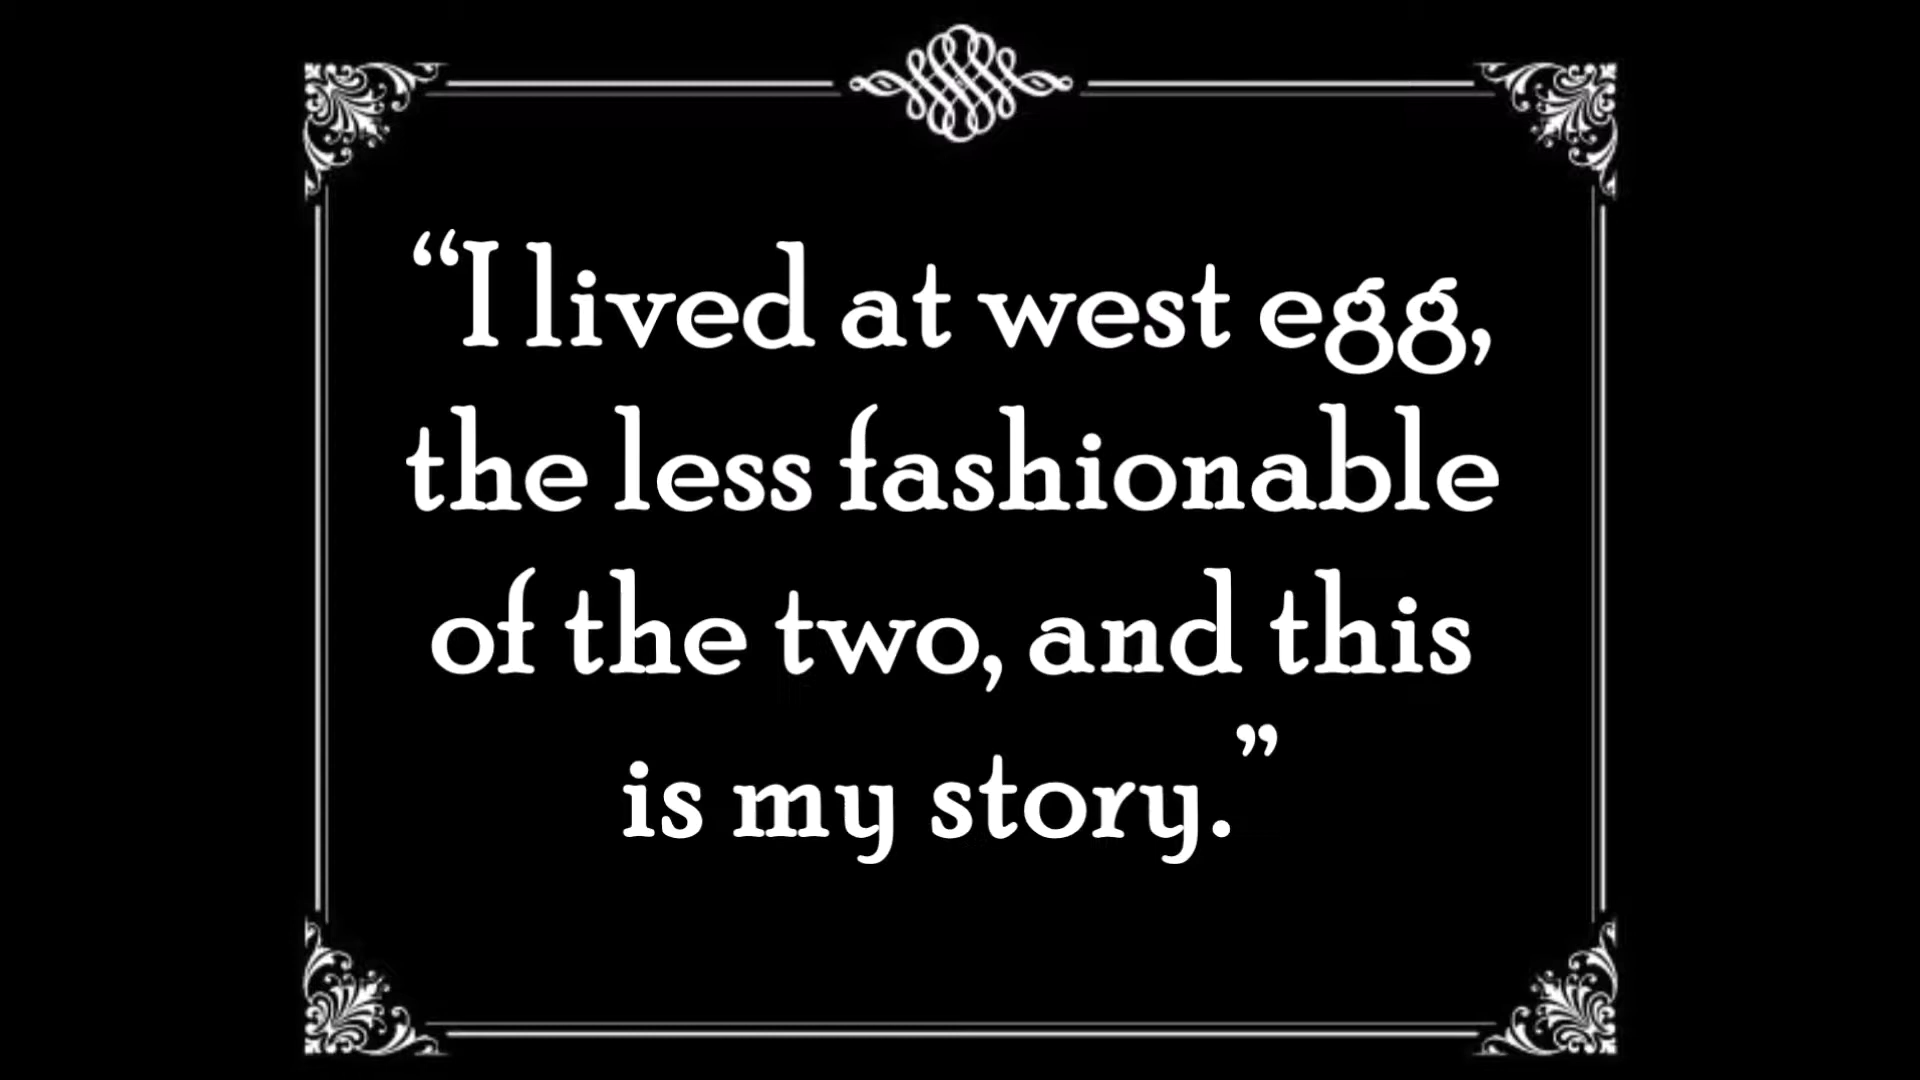 “I lived at west egg,
the less fashionable
of the two, and this
is my story.”